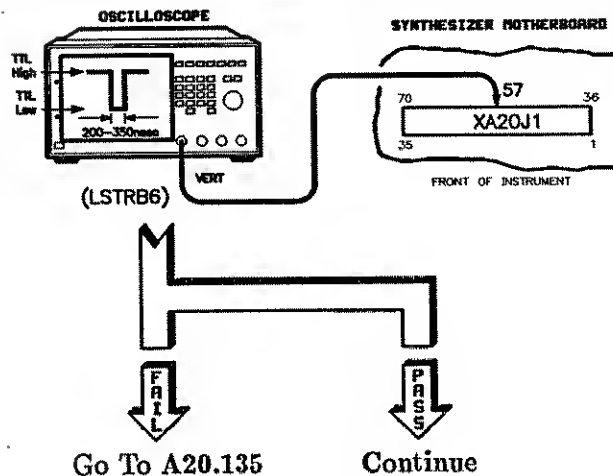 OSCILLOSCOPE
SYNTHESIZER MOTHERBOARD
TTL
High
TTL
Low
200-350nsec
57
70
36
XA20J1
35
1
VERT
FRONT OF INSTRUMENT
(LSTRB6)
FAIL
PASS
Go To A20.135
Continue